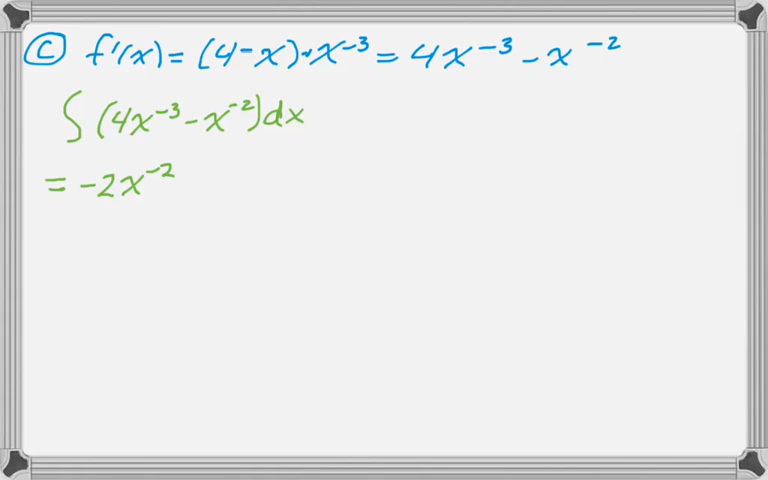 ⓒ f'(x) = (4-x)·x⁻³ = 4x⁻³ - x⁻²
∫ (4x⁻³ - x⁻²)dx
= -2x⁻²